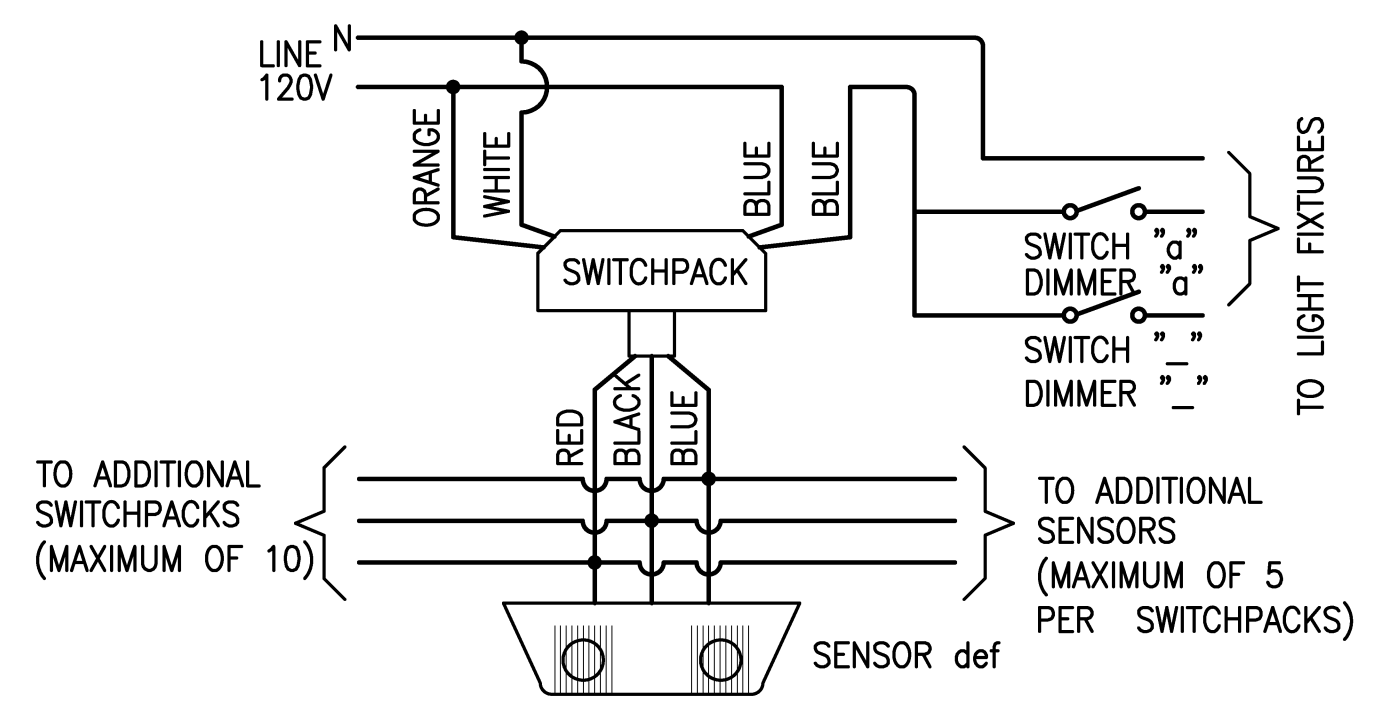 LINE N
120V
ORANGE
WHITE
BLUE
BLUE
SWITCHPACK
SWITCH "a"
DIMMER "a"
SWITCH "_"
DIMMER "_"
TO LIGHT FIXTURES
RED
BLACK
BLUE
TO ADDITIONAL
SWITCHPACKS
(MAXIMUM OF 10)
TO ADDITIONAL
SENSORS
(MAXIMUM OF 5
PER SWITCHPACKS)
SENSOR def